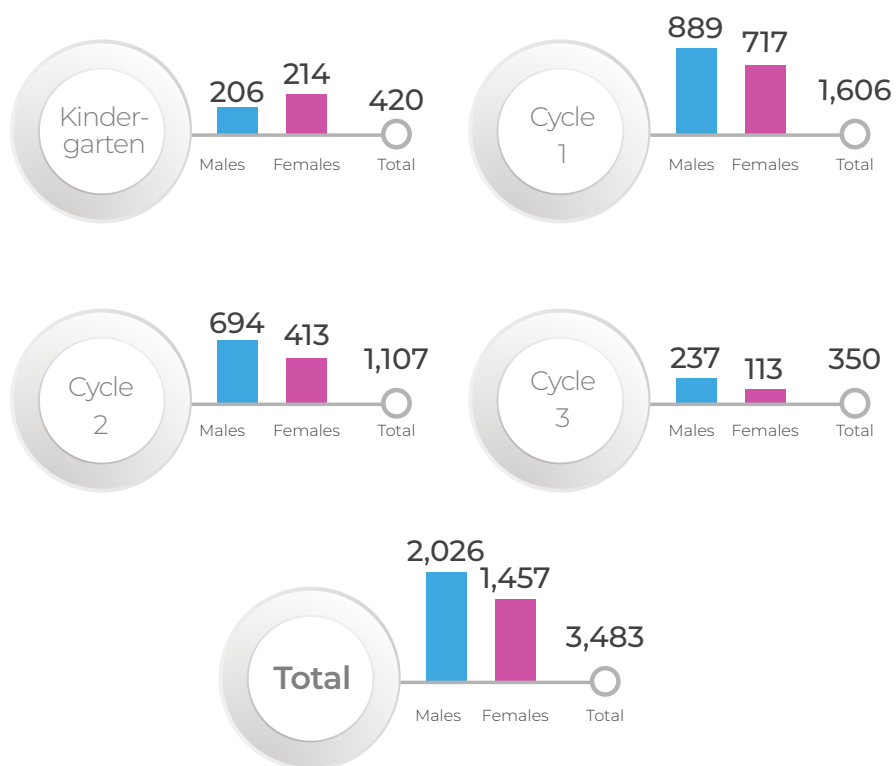 Kinder-
garten
206
214
420
Males
Females
Total
Cycle
1
889
717
1,606
Males
Females
Total
Cycle
2
694
413
1,107
Males
Females
Total
Cycle
3
237
113
350
Males
Females
Total
Total
2,026
1,457
3,483
Males
Females
Total